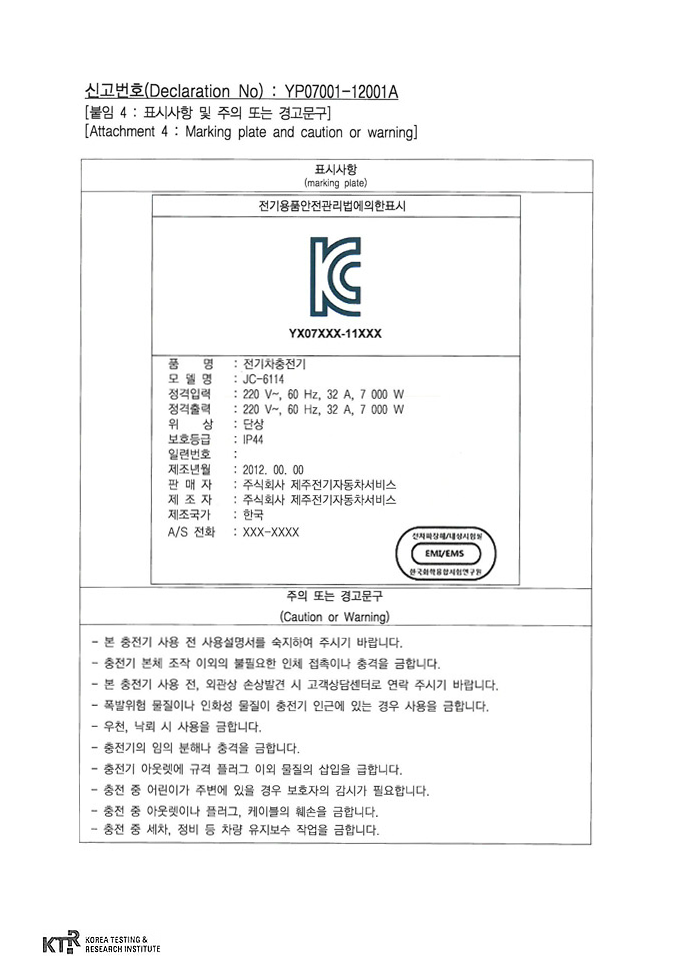 신고번호(Declaration No) : YP07001-12001A
[붙임 4 : 표시사항 및 주의 또는 경고문구]
[Attachment 4 : Marking plate and caution or warning]
표시사항
(marking plate)
전기용품안전관리법에의한표시
YX07XXX-11XXX
품 명 : 전기차충전기
모 델 명 : JC-6114
정격입력 : 220 V~, 60 Hz, 32 A, 7 000 W
정격출력 : 220 V~, 60 Hz, 32 A, 7 000 W
위 상 : 단상
보호등급 : IP44
일련번호 :
제조년월 : 2012. 00. 00
판 매 자 : 주식회사 제주전기자동차서비스
제 조 자 : 주식회사 제주전기자동차서비스
제조국가 : 한국
A/S 전화 : XXX-XXXX
전자파장해/내성시험필
EMI/EMS
한국화학융합시험연구원
주의 또는 경고문구
(Caution or Warning)
- 본 충전기 사용 전 사용설명서를 숙지하여 주시기 바랍니다.
- 충전기 본체 조작 이외의 불필요한 인체 접촉이나 충격을 금합니다.
- 본 충전기 사용 전, 외관상 손상발견 시 고객상담센터로 연락 주시기 바랍니다.
- 폭발위험 물질이나 인화성 물질이 충전기 인근에 있는 경우 사용을 금합니다.
- 우천, 낙뢰 시 사용을 금합니다.
- 충전기의 임의 분해나 충격을 금합니다.
- 충전기 아웃렛에 규격 플러그 이외 물질의 삽입을 급합니다.
- 충전 중 어린이가 주변에 있을 경우 보호자의 감시가 필요합니다.
- 충전 중 아웃렛이나 플러그, 케이블의 훼손을 금합니다.
- 충전 중 세차, 정비 등 차량 유지보수 작업을 금합니다.
KTR KOREA TESTING &
RESEARCH INSTITUTE